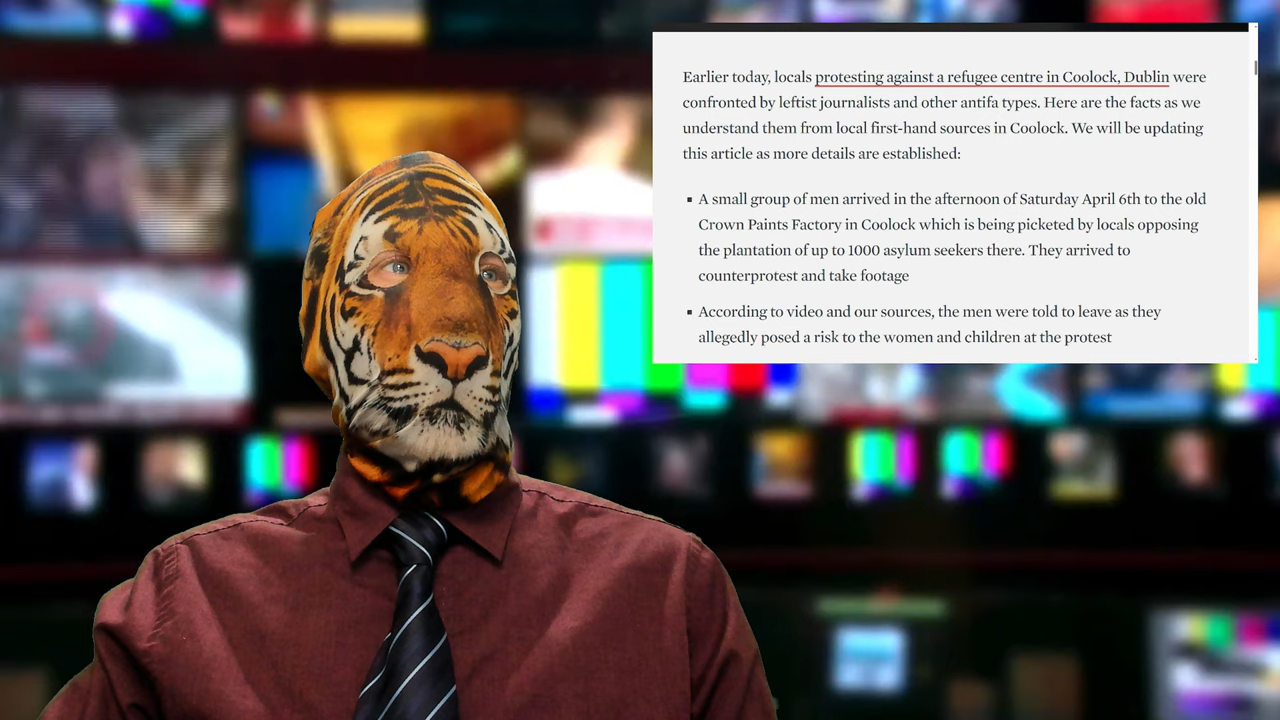 Earlier today, locals protesting against a refugee centre in Coolock, Dublin were
confronted by leftist journalists and other antifa types. Here are the facts as we
understand them from local first-hand sources in Coolock. We will be updating
this article as more details are established:
▪ A small group of men arrived in the afternoon of Saturday April 6th to the old
Crown Paints Factory in Coolock which is being picketed by locals opposing
the plantation of up to 1000 asylum seekers there. They arrived to
counterprotest and take footage
▪ According to video and our sources, the men were told to leave as they
allegedly posed a risk to the women and children at the protest